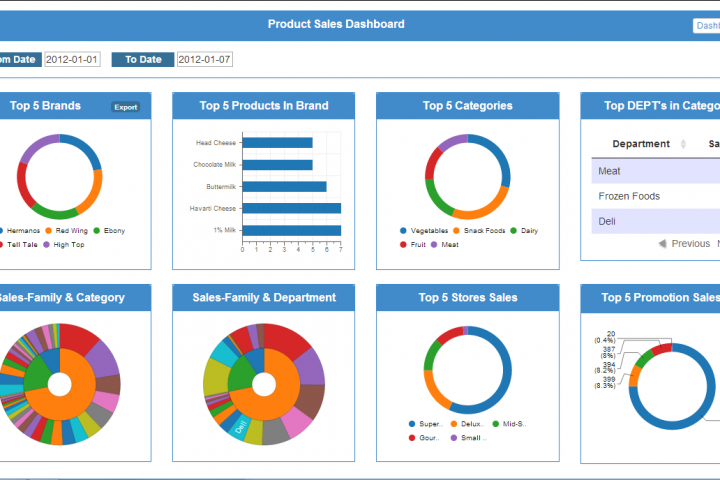 Product Sales Dashboard
Dashb
om Date 2012-01-01 To Date 2012-01-07
Top 5 Brands Export
Hermanos Red Wing Ebony
Tell Tale High Top
Top 5 Products In Brand
Head Cheese
Chocolate Milk
Buttermilk
Havarti Cheese
1% Milk
0 1 2 3 4 5 6 7
Top 5 Categories
Vegetables Snack Foods Dairy
Fruit Meat
Top DEPT's in Catego
Department Sa
Meat
Frozen Foods
Deli
Previous N
Sales-Family & Category
Sales-Family & Department
Deli
Top 5 Stores Sales
Super.. Delux.. Mid-S..
Gour.. Small ..
Top 5 Promotion Sales
20
(0.4%)
387
(8%)
394
(8.2%)
399
(8.3%)